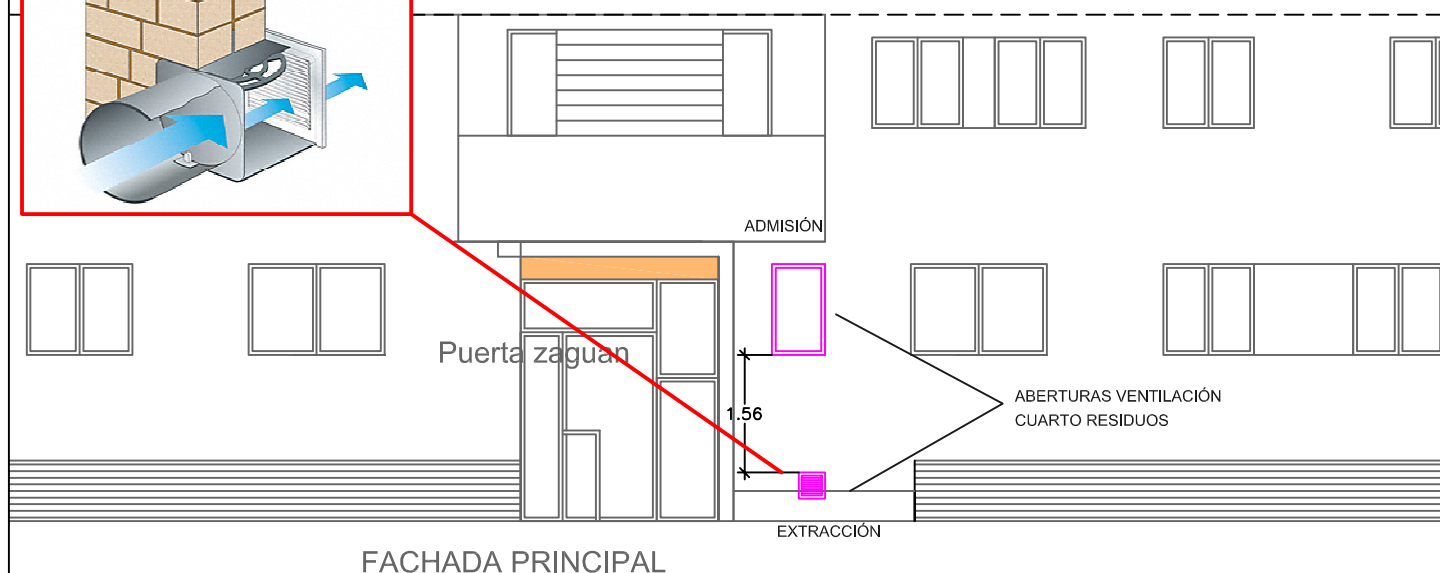 ADMISIÓN
Puerta zaguan
1.56
ABERTURAS VENTILACIÓN
CUARTO RESIDUOS
EXTRACCIÓN
FACHADA PRINCIPAL